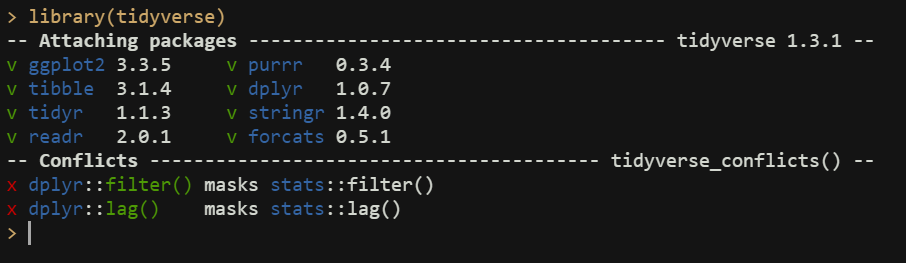 > library(tidyverse)
-- Attaching packages --------------------------------------- tidyverse 1.3.1 --
v ggplot2 3.3.5     v purrr   0.3.4
v tibble  3.1.4     v dplyr   1.0.7
v tidyr   1.1.3     v stringr 1.4.0
v readr   2.0.1     v forcats 0.5.1
-- Conflicts ------------------------------------------ tidyverse_conflicts() --
x dplyr::filter() masks stats::filter()
x dplyr::lag()    masks stats::lag()
>